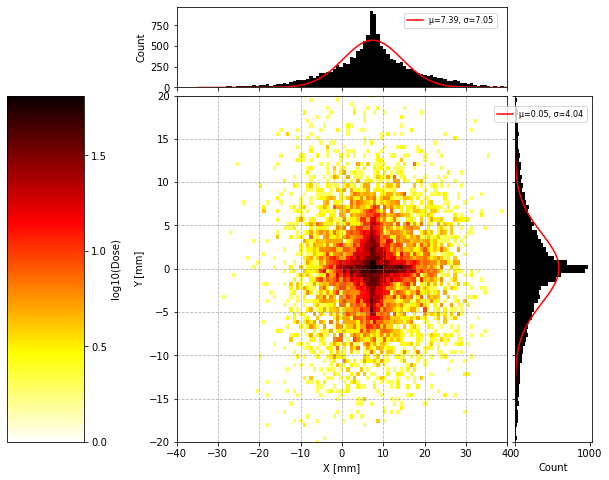 750
500
250
0
Count
μ=7.39, σ=7.05
−40 −30 −20 −10 0 10 20 30 40
X [mm]
20
15
10
5
0
−5
−10
−15
−20
Y [mm]
1.5
1.0
0.5
0.0
log10(Dose)
μ=0.05, σ=4.04
0 1000
Count